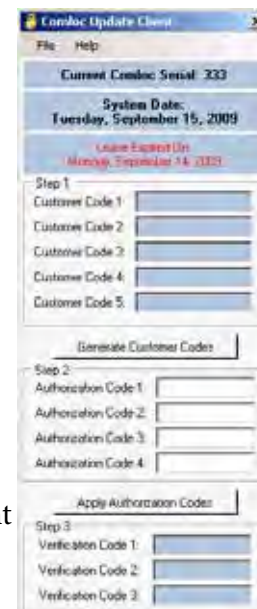 Comloc Update Client
File Help
Current Comloc Serial: 333
System Date:
Tuesday, September 15, 2009
Lease Expired On:
Monday, September 14, 2009
Step 1
Customer Code 1:
Customer Code 2:
Customer Code 3:
Customer Code 4:
Customer Code 5:
Generate Customer Codes
Step 2
Authorization Code 1:
Authorization Code 2:
Authorization Code 3:
Authorization Code 4:
Apply Authorization Codes
Step 3
Verification Code 1:
Verification Code 2:
Verification Code 3: